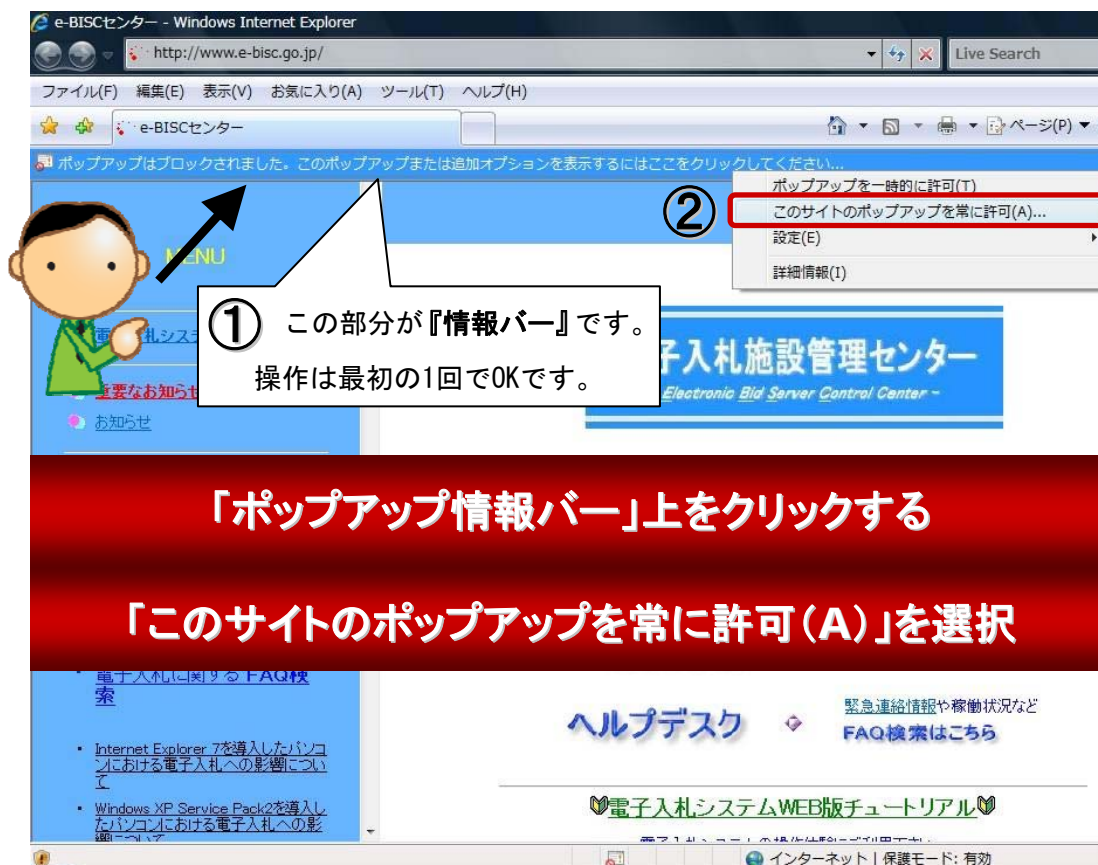 e-BISCセンター - Windows Internet Explorer
http://www.e-bisc.go.jp/
Live Search
ファイル(F) 編集(E) 表示(V) お気に入り(A) ツール(T) ヘルプ(H)
e-BISCセンター
ページ(P)
ポップアップはブロックされました。このポップアップまたは追加オプションを表示するにはここをクリックしてください...
ポップアップを一時的に許可(T)
② このサイトのポップアップを常に許可(A)...
設定(E)
詳細情報(I)
MENU
① この部分が『情報バー』です。
操作は最初の1回でOKです。
札シス
重要なお知らせ
お知らせ
子入札施設管理センター
Electronic Bid Server Control Center ~
「ポップアップ情報バー」上をクリックする
「このサイトのポップアップを常に許可(A)」を選択
電子入札に関する FAQ検
索
ヘルプデスク
緊急連絡情報や稼働状況など
FAQ検索はこちら
Internet Explorer 7を導入したパソコ
ンにおける電子入札への影響につい
て
Windows XP Service Pack2を導入し
たパソコンにおける電子入札への影
響について
電子入札システムWEB版チュートリアル
インターネット | 保護モード: 有効